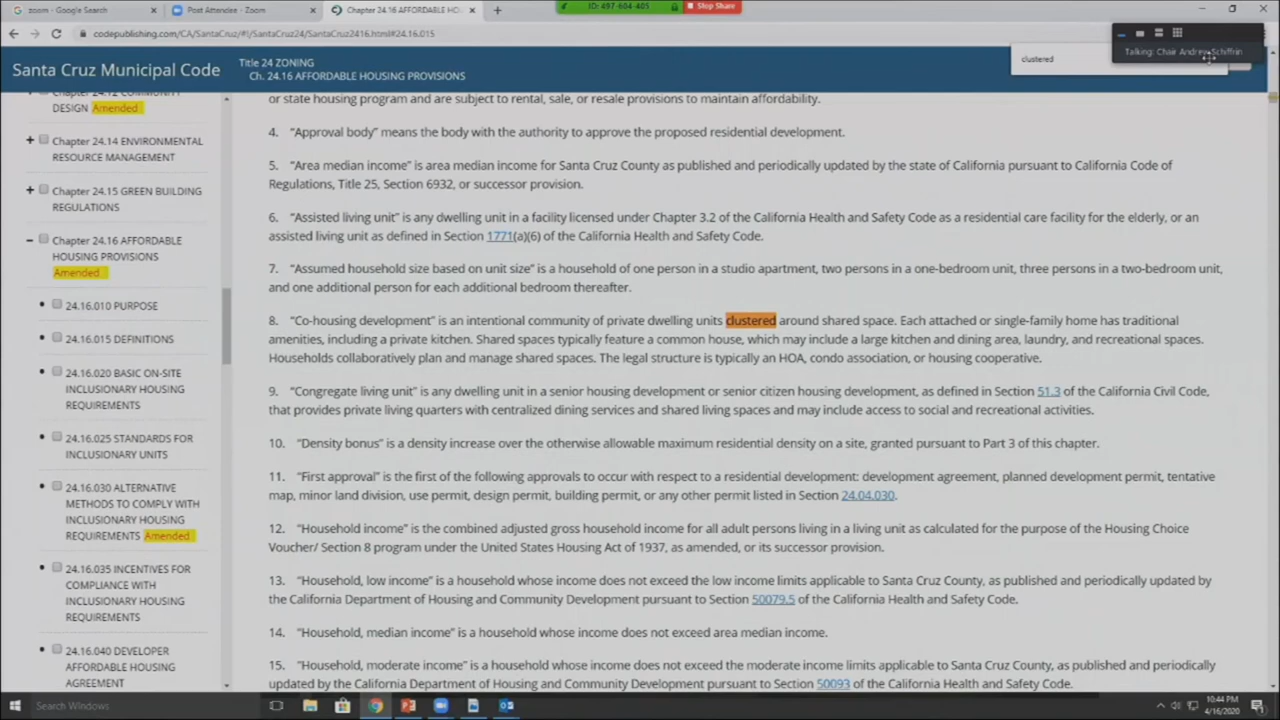 zoom - Google Search
Post Attendee - Zoom
Chapter 24.16 AFFORDABLE HO
ID: 497-604-405
Stop Share
codepublishing.com/CA/SantaCruz/#!/SantaCruz24/SantaCruz2416.html#24.16.015
Talking: Chair Andrew Schiffrin
clustered
Santa Cruz Municipal Code
Title 24 ZONING
Ch. 24.16 AFFORDABLE HOUSING PROVISIONS
Chapter 24.12 COMMUNITY
DESIGN Amended
Chapter 24.14 ENVIRONMENTAL
RESOURCE MANAGEMENT
Chapter 24.15 GREEN BUILDING
REGULATIONS
Chapter 24.16 AFFORDABLE
HOUSING PROVISIONS
Amended
24.16.010 PURPOSE
24.16.015 DEFINITIONS
24.16.020 BASIC ON-SITE
INCLUSIONARY HOUSING
REQUIREMENTS
24.16.025 STANDARDS FOR
INCLUSIONARY UNITS
24.16.030 ALTERNATIVE
METHODS TO COMPLY WITH
INCLUSIONARY HOUSING
REQUIREMENTS Amended
24.16.035 INCENTIVES FOR
COMPLIANCE WITH
INCLUSIONARY HOUSING
REQUIREMENTS
24.16.040 DEVELOPER
AFFORDABLE HOUSING
AGREEMENT
or state housing program and are subject to rental, sale, or resale provisions to maintain affordability.
4. “Approval body” means the body with the authority to approve the proposed residential development.
5. “Area median income” is area median income for Santa Cruz County as published and periodically updated by the state of California pursuant to California Code of
Regulations, Title 25, Section 6932, or successor provision.
6. “Assisted living unit” is any dwelling unit in a facility licensed under Chapter 3.2 of the California Health and Safety Code as a residential care facility for the elderly, or an
assisted living unit as defined in Section 1771(a)(6) of the California Health and Safety Code.
7. “Assumed household size based on unit size” is a household of one person in a studio apartment, two persons in a one-bedroom unit, three persons in a two-bedroom unit,
and one additional person for each additional bedroom thereafter.
8. “Co-housing development” is an intentional community of private dwelling units clustered around shared space. Each attached or single-family home has traditional
amenities, including a private kitchen. Shared spaces typically feature a common house, which may include a large kitchen and dining area, laundry, and recreational spaces.
Households collaboratively plan and manage shared spaces. The legal structure is typically an HOA, condo association, or housing cooperative.
9. “Congregate living unit” is any dwelling unit in a senior housing development or senior citizen housing development, as defined in Section 51.3 of the California Civil Code,
that provides private living quarters with centralized dining services and shared living spaces and may include access to social and recreational activities.
10. “Density bonus” is a density increase over the otherwise allowable maximum residential density on a site, granted pursuant to Part 3 of this chapter.
11. “First approval” is the first of the following approvals to occur with respect to a residential development: development agreement, planned development permit, tentative
map, minor land division, use permit, design permit, building permit, or any other permit listed in Section 24.04.030.
12. “Household income” is the combined adjusted gross household income for all adult persons living in a living unit as calculated for the purpose of the Housing Choice
Voucher/ Section 8 program under the United States Housing Act of 1937, as amended, or its successor provision.
13. “Household, low income” is a household whose income does not exceed the low income limits applicable to Santa Cruz County, as published and periodically updated by
the California Department of Housing and Community Development pursuant to Section 50079.5 of the California Health and Safety Code.
14. “Household, median income” is a household whose income does not exceed area median income.
15. “Household, moderate income” is a household whose income does not exceed the moderate income limits applicable to Santa Cruz County, as published and periodically
updated by the California Department of Housing and Community Development pursuant to Section 50093 of the California Health and Safety Code.
Search Windows
10:44 PM
4/16/2020